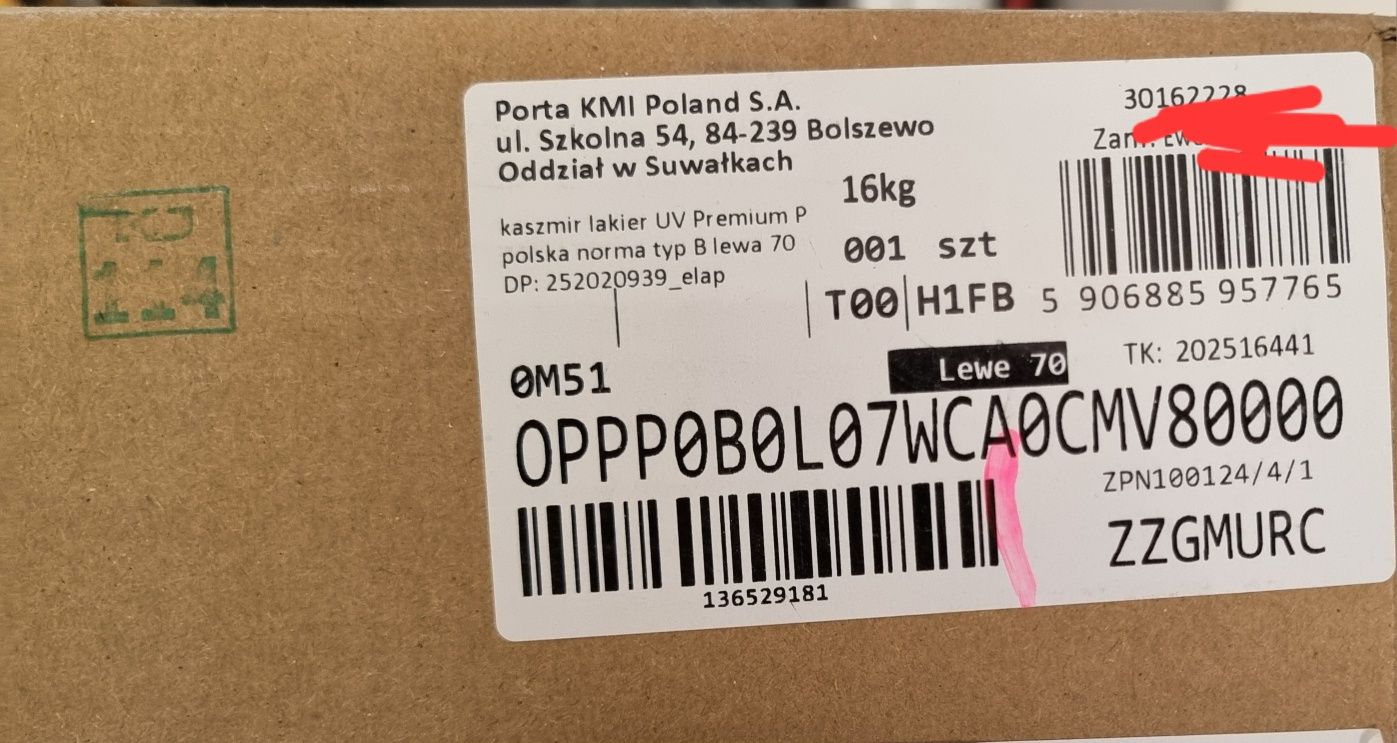 Porta KMI Poland S.A.
ul. Szkolna 54, 84-239 Bolszewo
Oddział w Suwałkach
30162228
16kg
kaszmir lakier UV Premium P
polska norma typ B lewa 70
DP: 252020939_elap
001 szt
T00 H1FB
5 906885 957765
0M51
Lewe 70
TK: 202516441
OPPP0B0L07WCA0CMV80000
ZPN100124/4/1
ZZGMURC
136529181